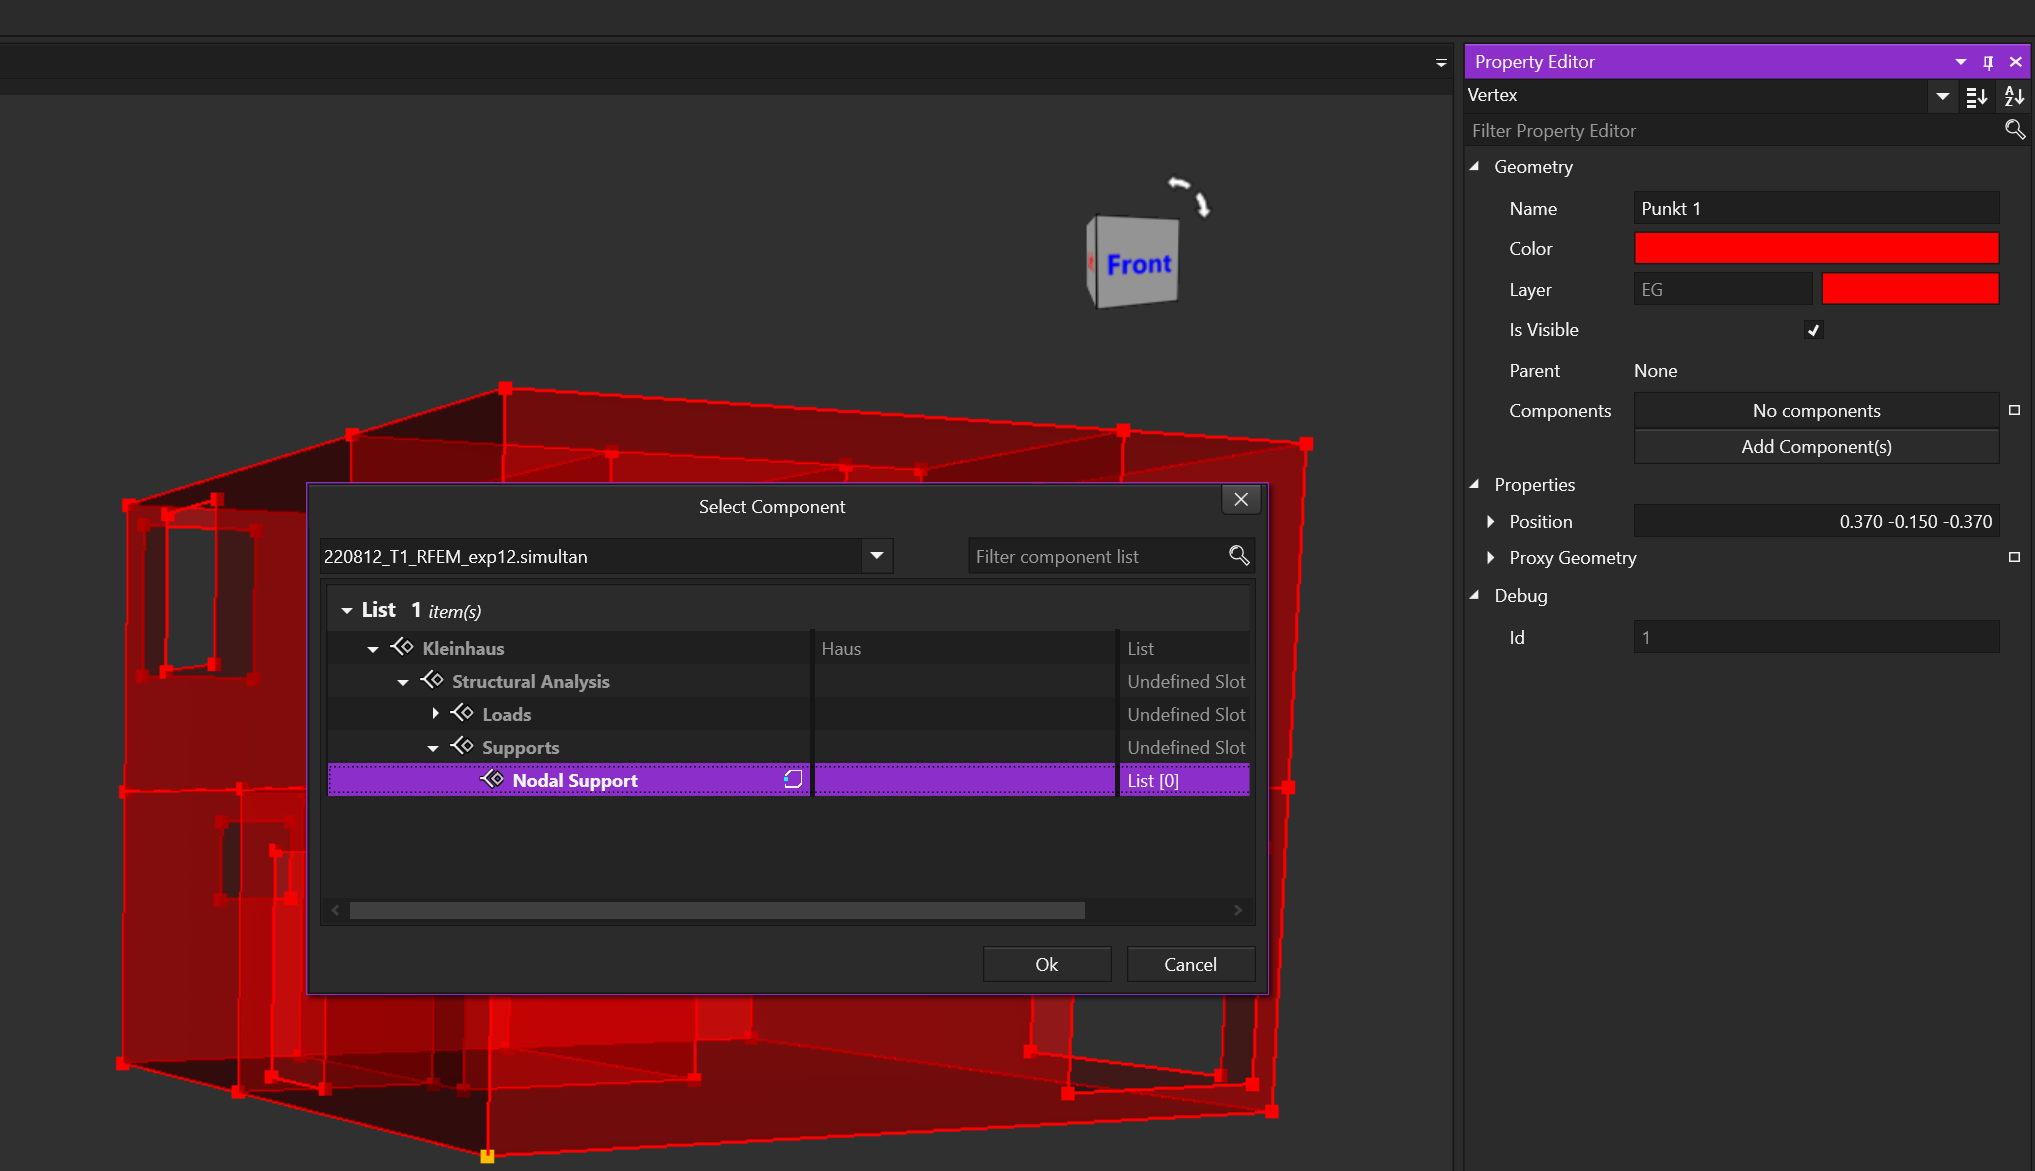 Property Editor
Vertex
Filter Property Editor
Geometry
Name Punkt 1
Color
Layer EG
Is Visible
Parent None
Components No components
Add Component(s)
Properties
Position 0.370 -0.150 -0.370
Proxy Geometry
Debug
Id 1
Front
Select Component
220812_T1_RFEM_exp12.simultan Filter component list
List 1 item(s)
Kleinhaus Haus List
Structural Analysis Undefined Slot
Loads Undefined Slot
Supports Undefined Slot
Nodal Support List [0]
Ok Cancel